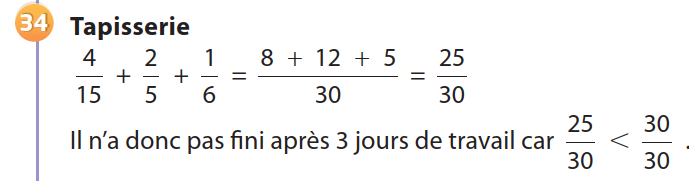 34 Tapisserie
4/15 + 2/5 + 1/6 = (8 + 12 + 5)/30 = 25/30
Il n'a donc pas fini après 3 jours de travail car 25/30 < 30/30 .